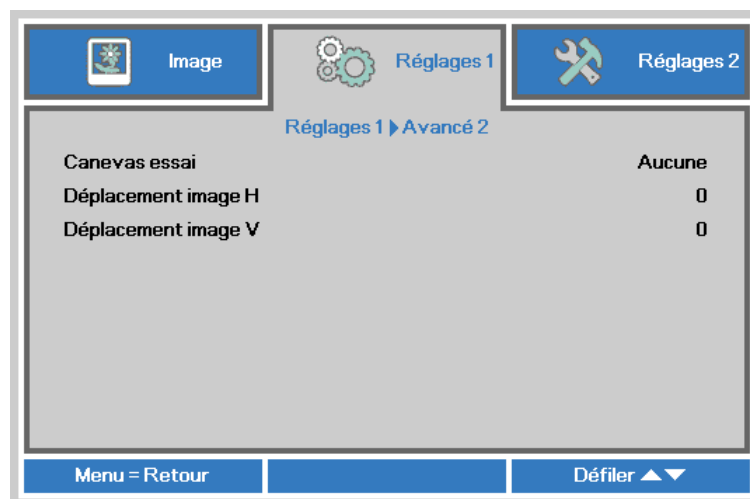 Image
Réglages 1
Réglages 2
Réglages 1 ▶ Avancé 2
Canevas essai Aucune
Déplacement image H 0
Déplacement image V 0
Menu = Retour
Défiler ▲▼